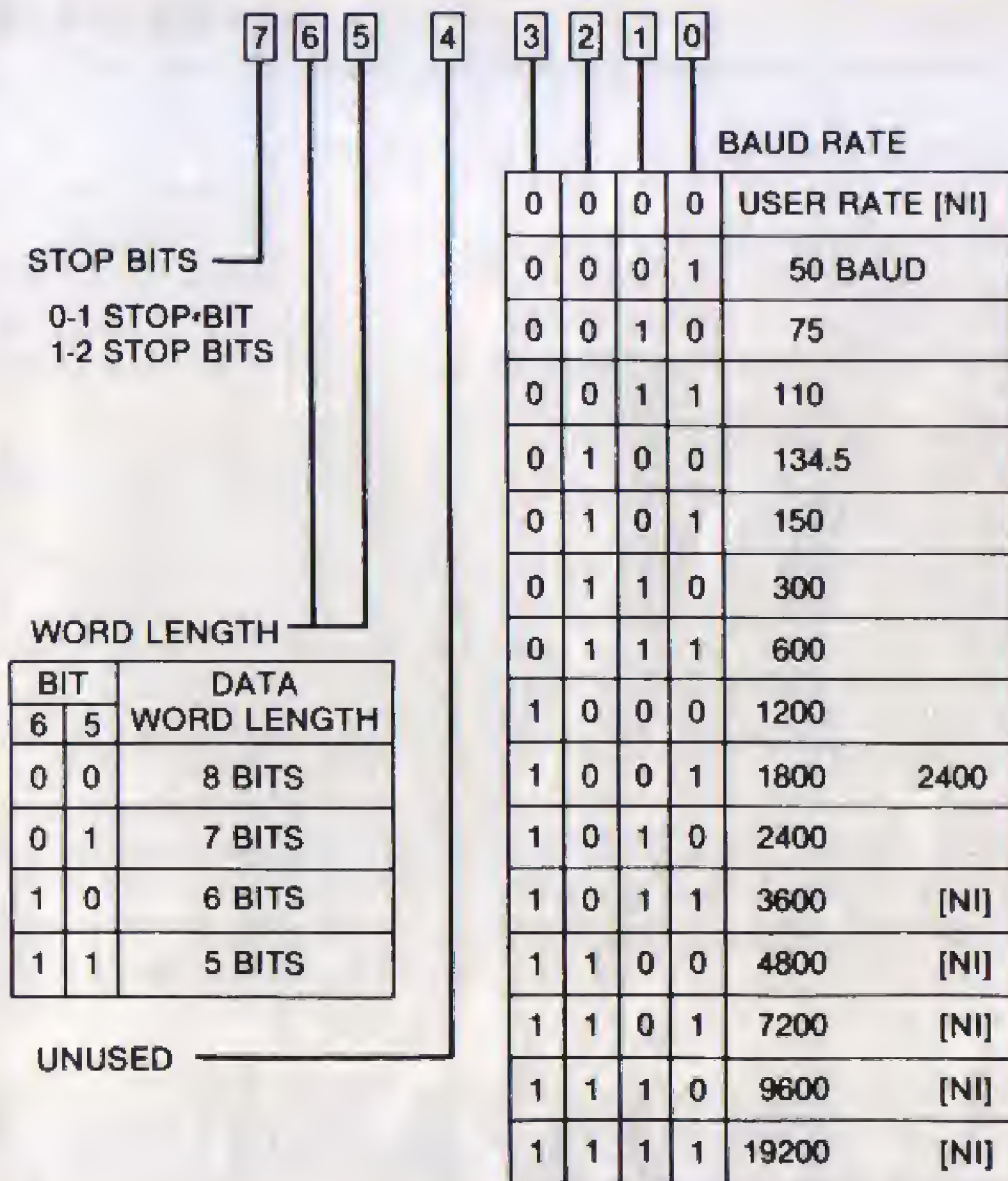 7 6 5 4 3 2 1 0
BAUD RATE
0 0 0 0 USER RATE [NI]
0 0 0 1 50 BAUD
0 0 1 0 75
0 0 1 1 110
0 1 0 0 134.5
0 1 0 1 150
0 1 1 0 300
0 1 1 1 600
1 0 0 0 1200
1 0 0 1 1800 2400
1 0 1 0 2400
1 0 1 1 3600 [NI]
1 1 0 0 4800 [NI]
1 1 0 1 7200 [NI]
1 1 1 0 9600 [NI]
1 1 1 1 19200 [NI]
STOP BITS
0-1 STOP•BIT
1-2 STOP BITS
WORD LENGTH
BIT DATA
6 5 WORD LENGTH
0 0 8 BITS
0 1 7 BITS
1 0 6 BITS
1 1 5 BITS
UNUSED